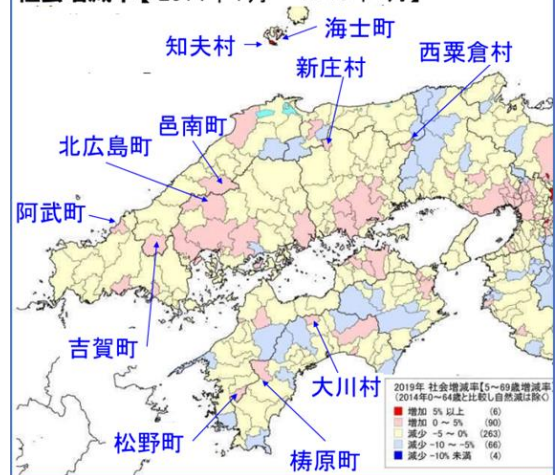 知夫村
海士町
西粟倉村
新庄村
邑南町
北広島町
阿武町
吉賀町
松野町
梼原町
大川村
2019年 社会増減率【5～69歳増減率】
(2014年0～64歳と比較し自然減は除く)
増加 5%以上 (6)
増加 0 ～ 5% (90)
減少 -5 ～ 0% (263)
減少 -10 ～ -5% (66)
減少 -10% 未満 (4)